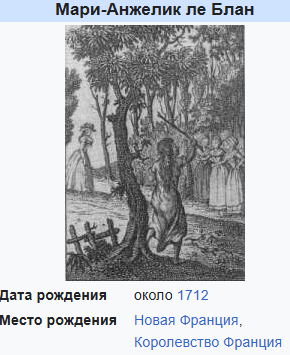 Мари-Анжелик ле Блан
Дата рождения около 1712
Место рождения Новая Франция,
Королевство Франция